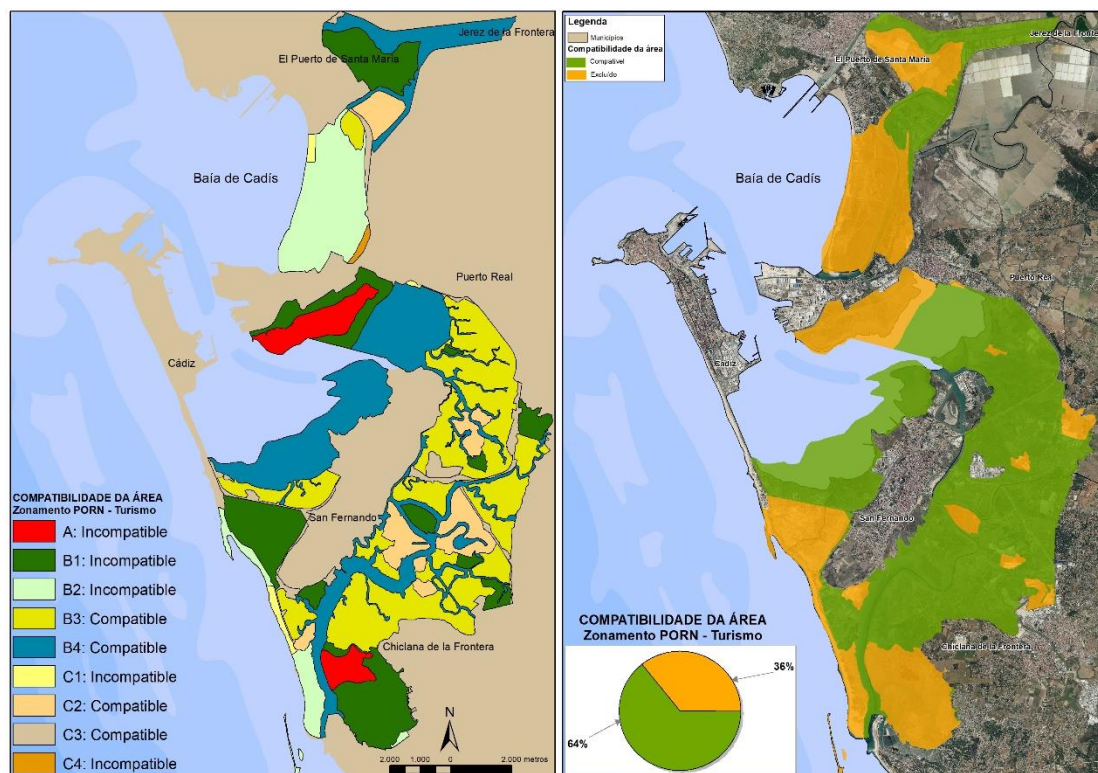 Jerez de la Frontera
El Puerto de Santa María
Baía de Cadís
Puerto Real
Cádiz
San Fernando
Chiclana de la Frontera
COMPATIBILIDADE DA ÁREA
Zonamento PORN - Turismo
A: Incompatible
B1: Incompatible
B2: Incompatible
B3: Compatible
B4: Compatible
C1: Incompatible
C2: Compatible
C3: Compatible
C4: Incompatible
N
2.000 1.000 0 2.000 metros
Legenda
Municípios
Compatibilidade da área
Compatível
Excluído
Jerez de la Frontera
El Puerto de Santa María
Baía de Cadís
Puerto Real
Cádiz
San Fernando
Chiclana de la Frontera
COMPATIBILIDADE DA ÁREA
Zonamento PORN - Turismo
36%
64%